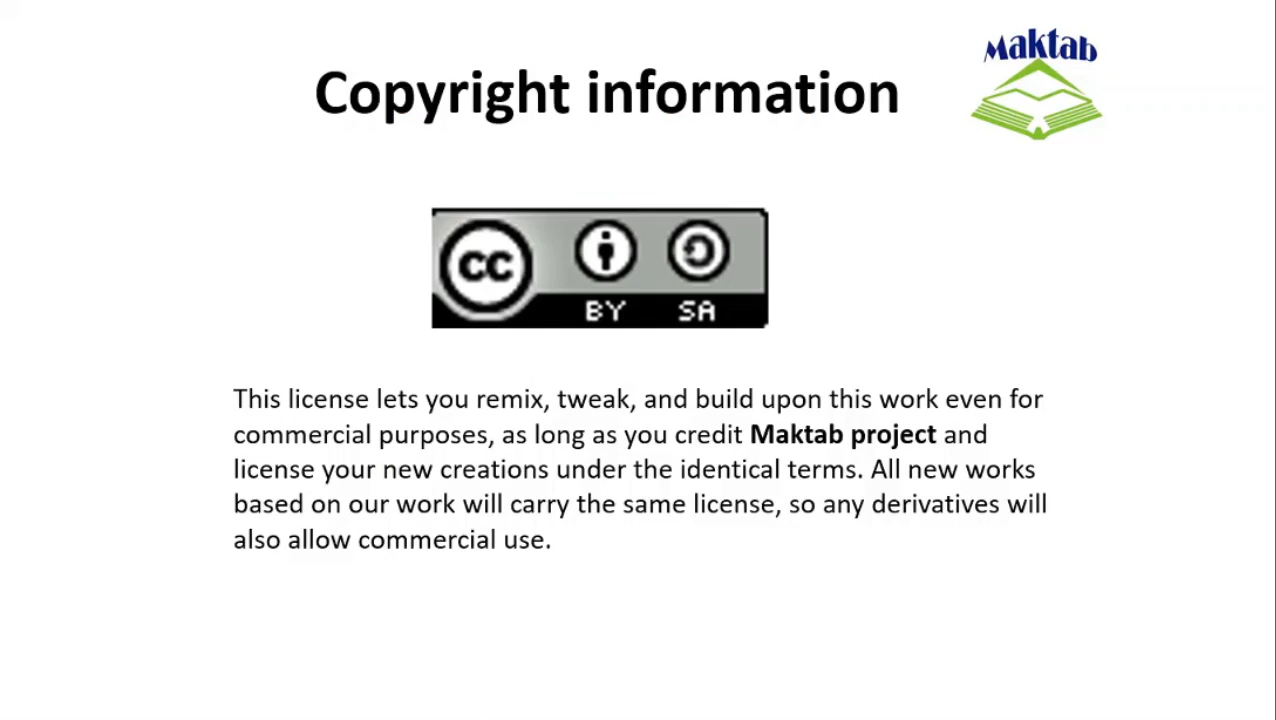 Maktab
Copyright information
CC
BY SA
This license lets you remix, tweak, and build upon this work even for
commercial purposes, as long as you credit Maktab project and
license your new creations under the identical terms. All new works
based on our work will carry the same license, so any derivatives will
also allow commercial use.